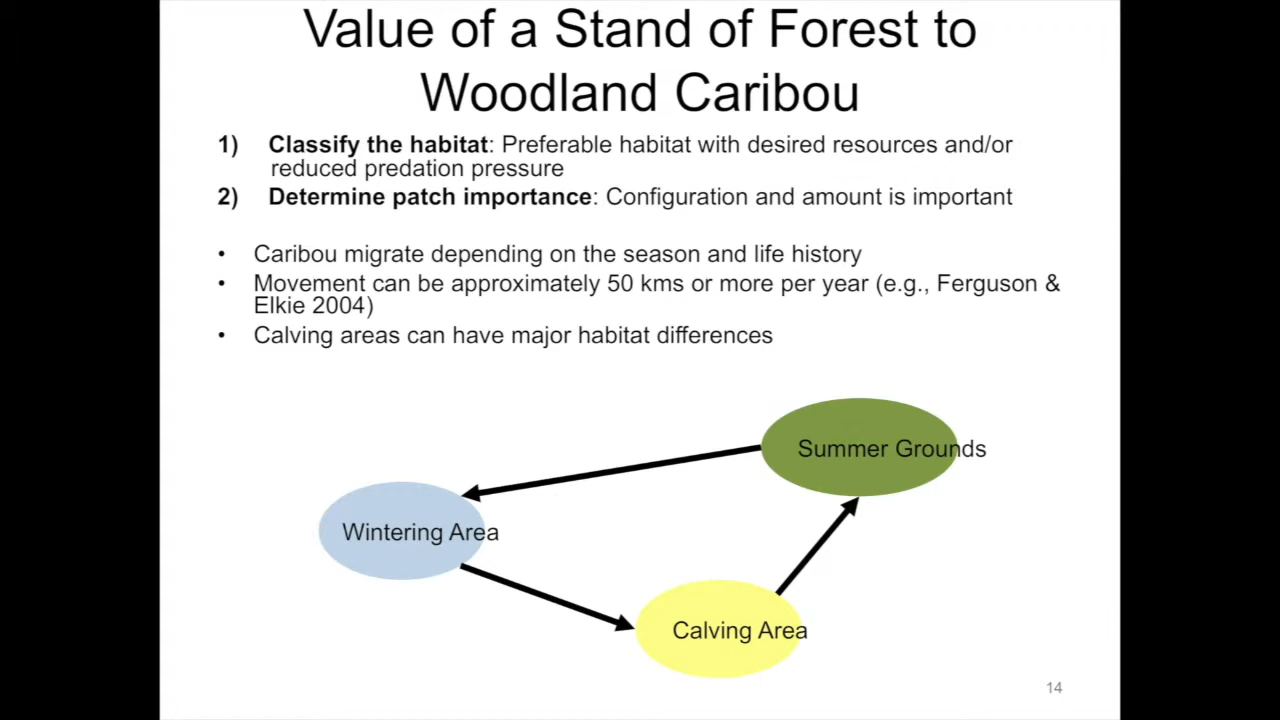 Value of a Stand of Forest to
Woodland Caribou
1) Classify the habitat: Preferable habitat with desired resources and/or
reduced predation pressure
2) Determine patch importance: Configuration and amount is important
• Caribou migrate depending on the season and life history
• Movement can be approximately 50 kms or more per year (e.g., Ferguson &
Elkie 2004)
• Calving areas can have major habitat differences
Summer Grounds
Wintering Area
Calving Area
14